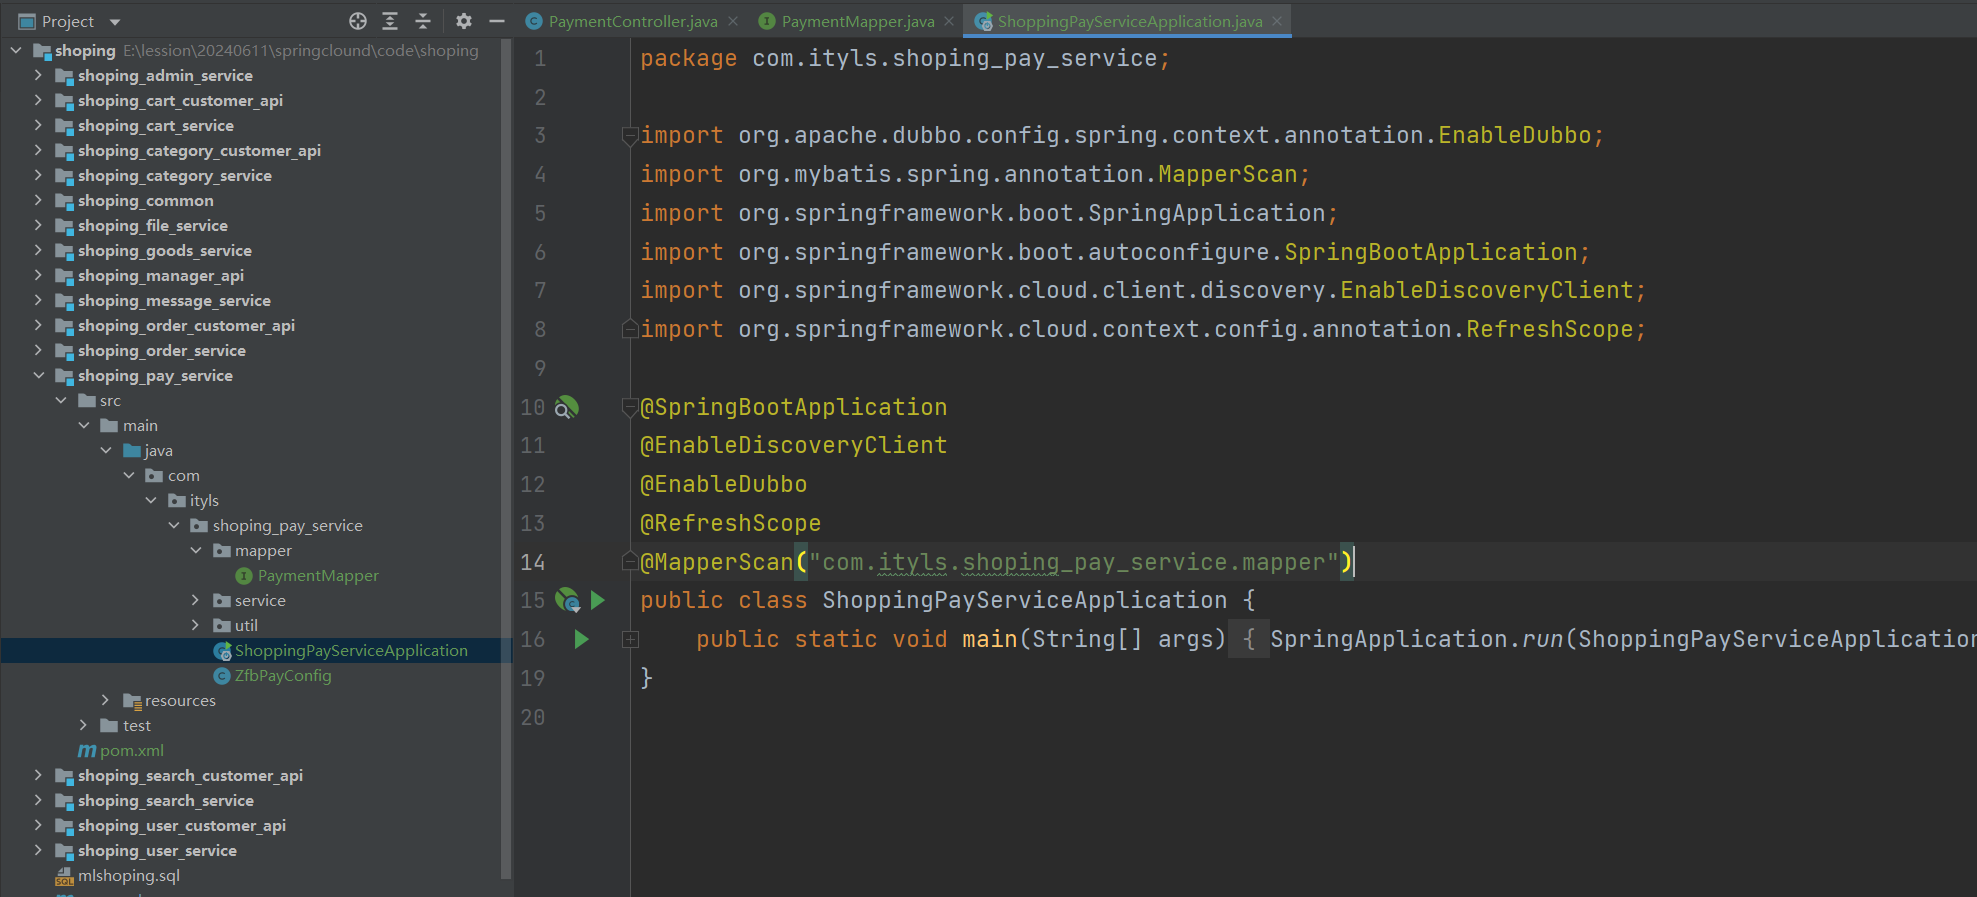 Project
PaymentController.java
PaymentMapper.java
ShoppingPayServiceApplication.java
shoping E:\lession\20240611\springclound\code\shoping
shoping_admin_service
shoping_cart_customer_api
shoping_cart_service
shoping_category_customer_api
shoping_category_service
shoping_common
shoping_file_service
shoping_goods_service
shoping_manager_api
shoping_message_service
shoping_order_customer_api
shoping_order_service
shoping_pay_service
src
main
java
com
ityls
shoping_pay_service
mapper
PaymentMapper
service
util
ShoppingPayServiceApplication
ZfbPayConfig
resources
test
pom.xml
shoping_search_customer_api
shoping_search_service
shoping_user_customer_api
shoping_user_service
mlshoping.sql
1 package com.ityls.shoping_pay_service;
2
3 import org.apache.dubbo.config.spring.context.annotation.EnableDubbo;
4 import org.mybatis.spring.annotation.MapperScan;
5 import org.springframework.boot.SpringApplication;
6 import org.springframework.boot.autoconfigure.SpringBootApplication;
7 import org.springframework.cloud.client.discovery.EnableDiscoveryClient;
8 import org.springframework.cloud.context.config.annotation.RefreshScope;
9
10 @SpringBootApplication
11 @EnableDiscoveryClient
12 @EnableDubbo
13 @RefreshScope
14 @MapperScan("com.ityls.shoping_pay_service.mapper")
15 public class ShoppingPayServiceApplication {
16 public static void main(String[] args) { SpringApplication.run(ShoppingPayServiceApplication
19 }
20